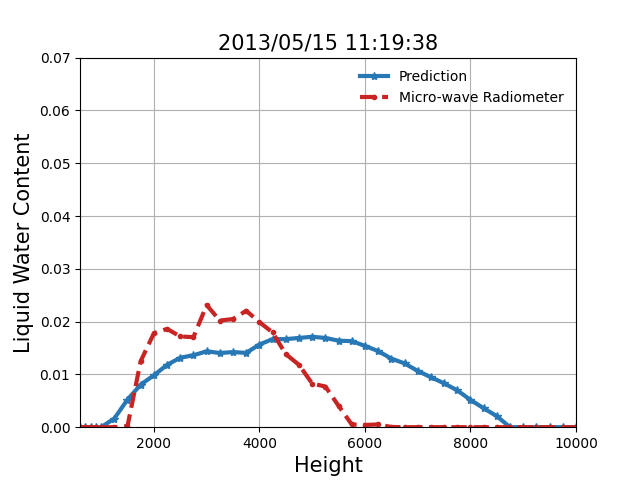 2013/05/15 11:19:38
Prediction
Micro-wave Radiometer
Liquid Water Content
0.07
0.06
0.05
0.04
0.03
0.02
0.01
0.00
2000 4000 6000 8000 10000
Height